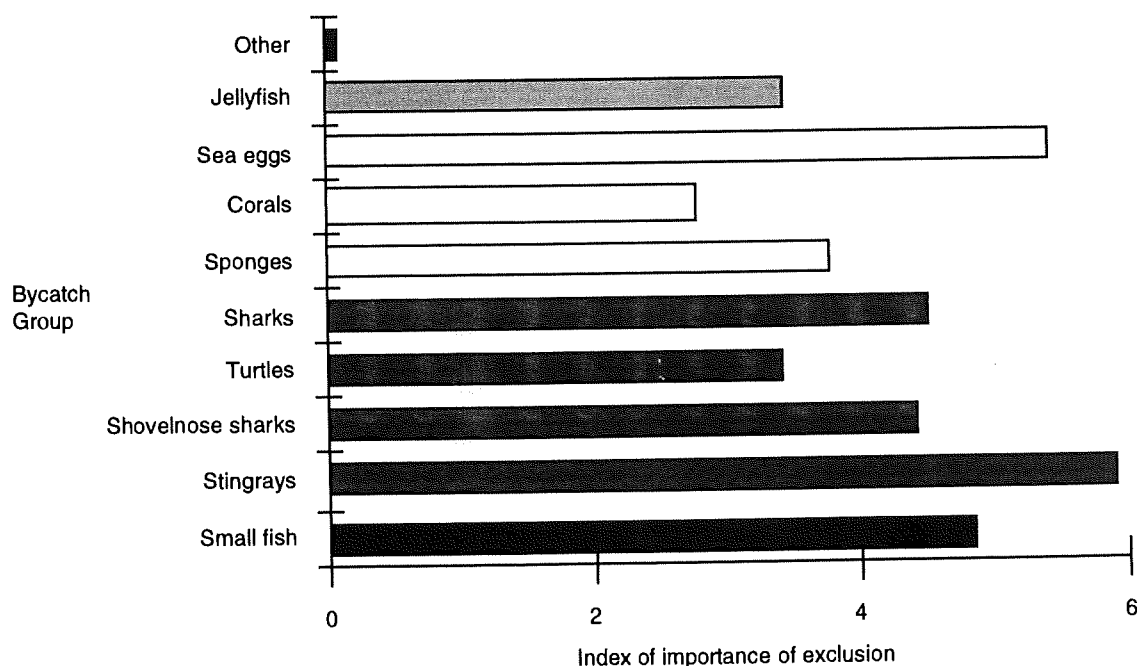 Other
Jellyfish
Sea eggs
Corals
Sponges
Bycatch
Group
Sharks
Turtles
Shovelnose sharks
Stingrays
Small fish
0
2
4
6
Index of importance of exclusion